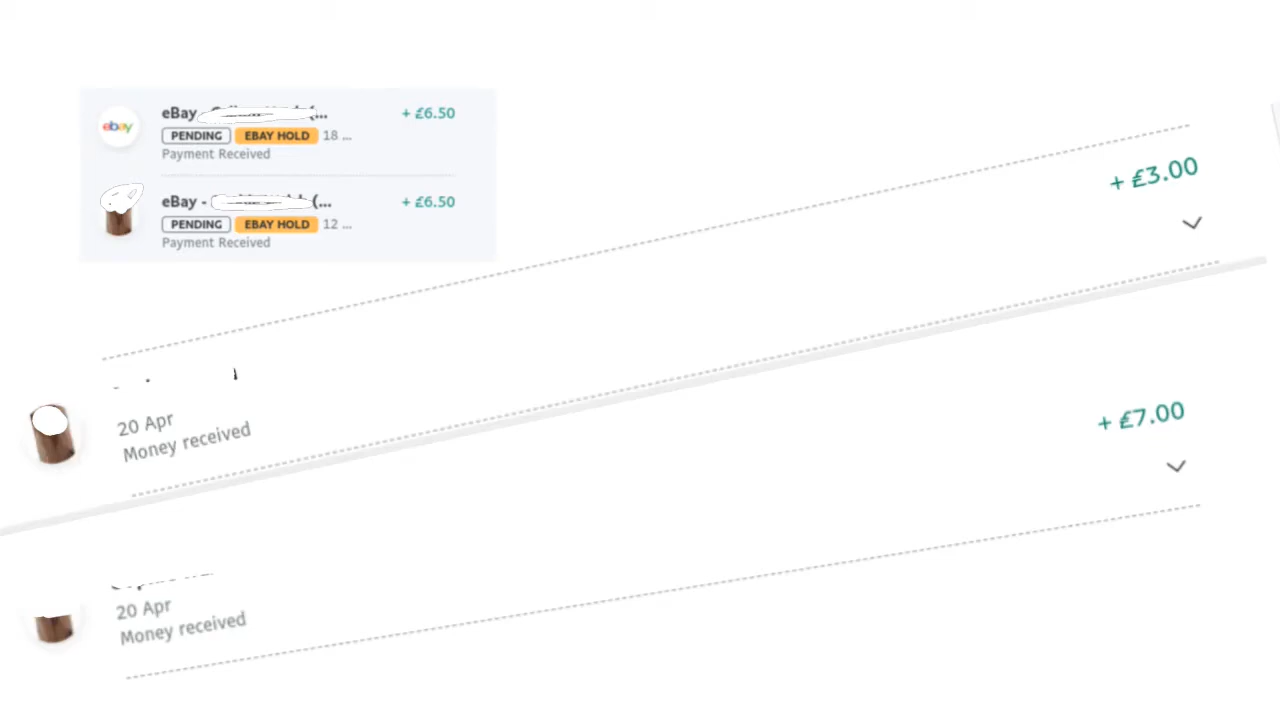 ebay
eBay (...
+ £6.50
PENDING EBAY HOLD 18 ...
Payment Received
eBay - (...
+ £6.50
PENDING EBAY HOLD 12 ...
Payment Received
+ £3.00
20 Apr
Money received
+ £7.00
20 Apr
Money received